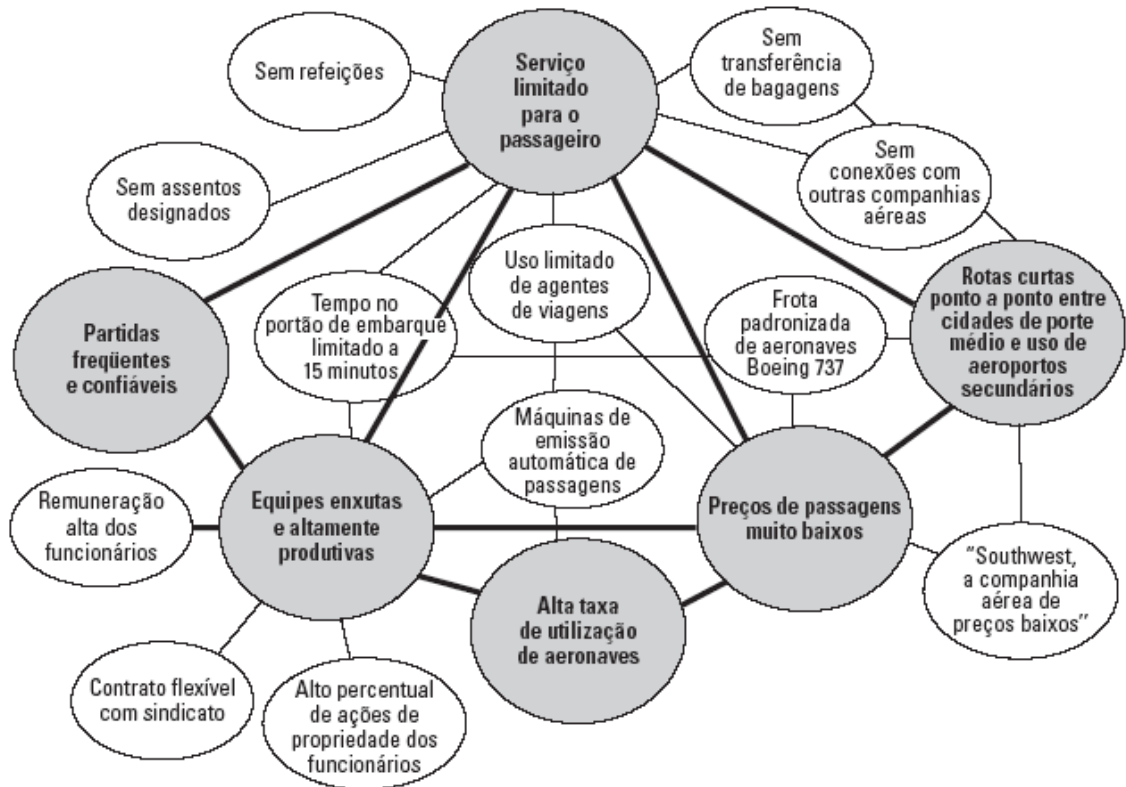 Sem refeições
Serviço
limitado
para o
passageiro
Sem
transferência
de bagagens
Sem assentos
designados
Sem
conexões com
outras companhias
aéreas
Partidas
freqüentes
e confiáveis
Tempo no
portão de embarque
limitado a
15 minutos
Uso limitado
de agentes
de viagens
Frota
padronizada
de aeronaves
Boeing 737
Rotas curtas
ponto a ponto entre
cidades de porte
médio e uso de
aeroportos
secundários
Máquinas de
emissão
automática de
passagens
Remuneração
alta dos
funcionários
Equipes enxutas
e altamente
produtivas
Preços de passagens
muito baixos
Alta taxa
de utilização
de aeronaves
“Southwest,
a companhia
aérea de
preços baixos”
Contrato flexível
com sindicato
Alto percentual
de ações de
propriedade dos
funcionários